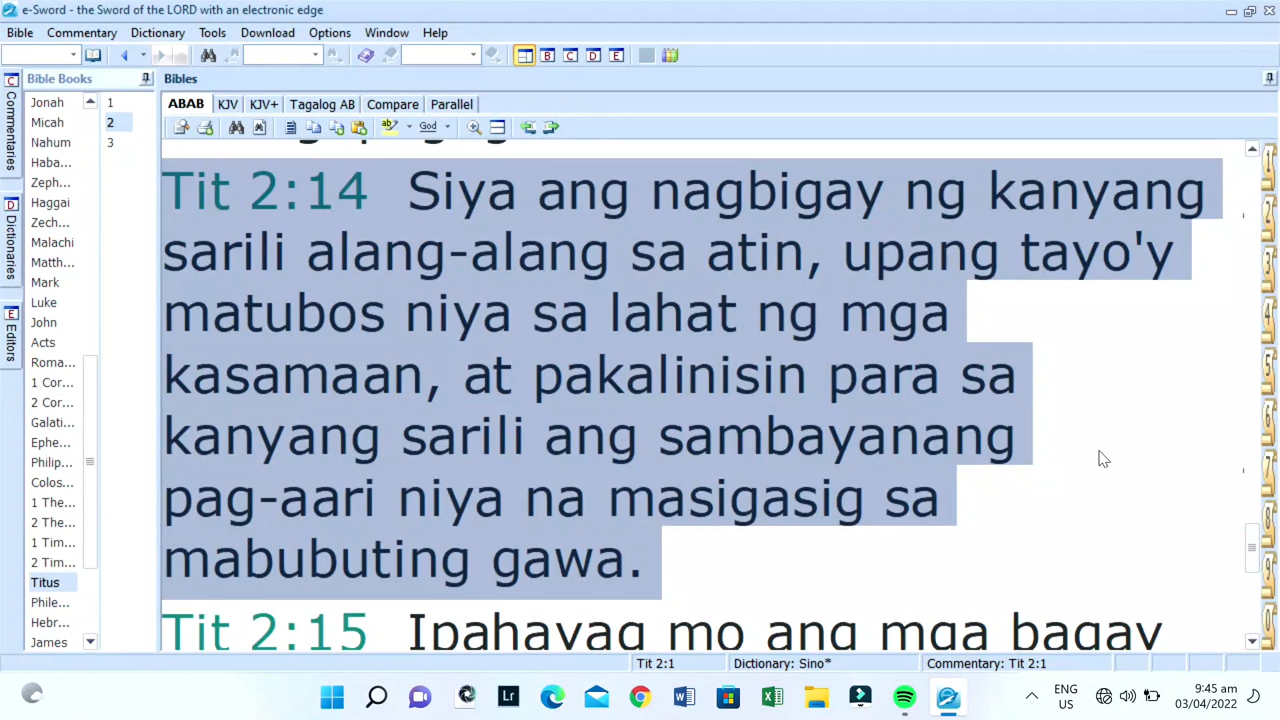 e-Sword - the Sword of the LORD with an electronic edge
Bible Commentary Dictionary Tools Download Options Window Help
B C D E
Bible Books
Bibles
Commentaries
Dictionaries
Editors
ABAB KJV KJV+ Tagalog AB Compare Parallel
God
Jonah
Micah
Nahum
Haba...
Zeph...
Haggai
Zech...
Malachi
Matth...
Mark
Luke
John
Acts
Roma...
1 Cor...
2 Cor...
Galati...
Ephe...
Philip...
Colos...
1 The...
2 The...
1 Tim...
2 Tim...
Titus
Phile...
Hebr...
James
1
2
3
Tit 2:14 Siya ang nagbigay ng kanyang
sarili alang-alang sa atin, upang tayo'y
matubos niya sa lahat ng mga
kasamaan, at pakalinisin para sa
kanyang sarili ang sambayanang
pag-aari niya na masigasig sa
mabubuting gawa.
Tit 2:15 Ipahayag mo ang mga bagay
Tit 2:1 Dictionary: Sino* Commentary: Tit 2:1
Lr
ENG
US
9:45 am
03/04/2022